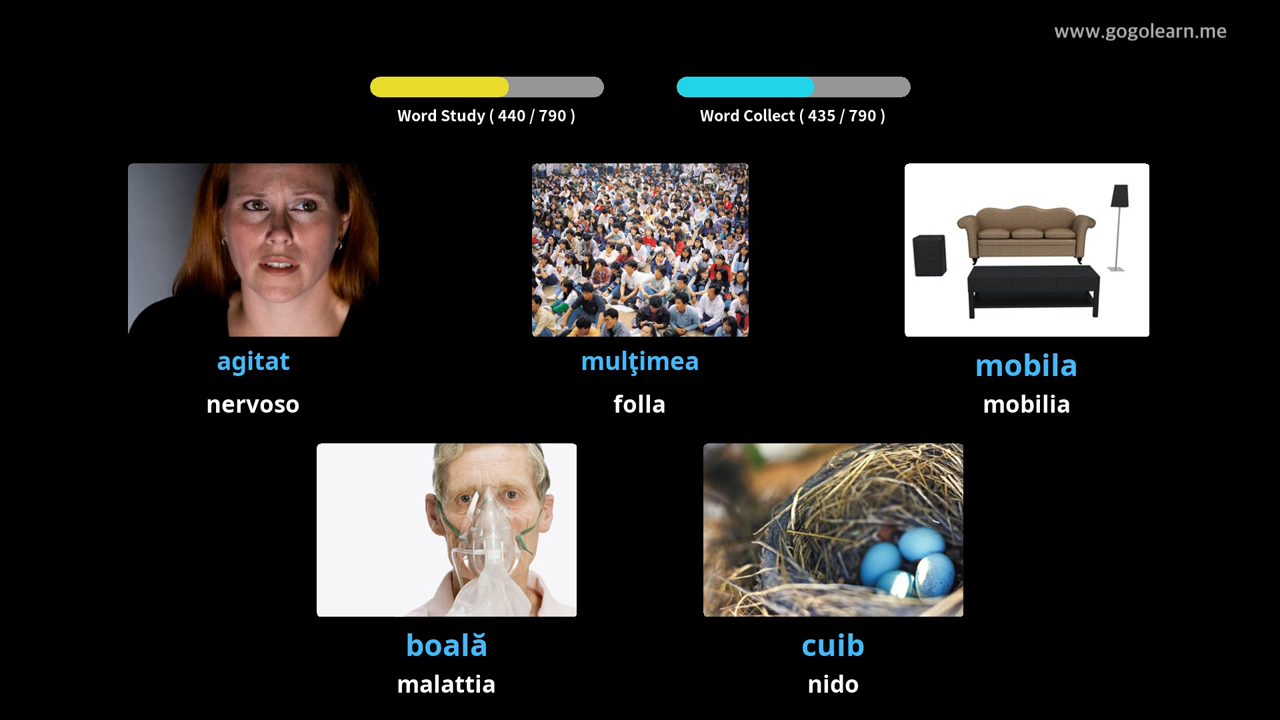 www.gogolearn.me
Word Study ( 440 / 790 )
Word Collect ( 435 / 790 )
agitat
nervoso
mulţimea
folla
mobila
mobilia
boală
malattia
cuib
nido